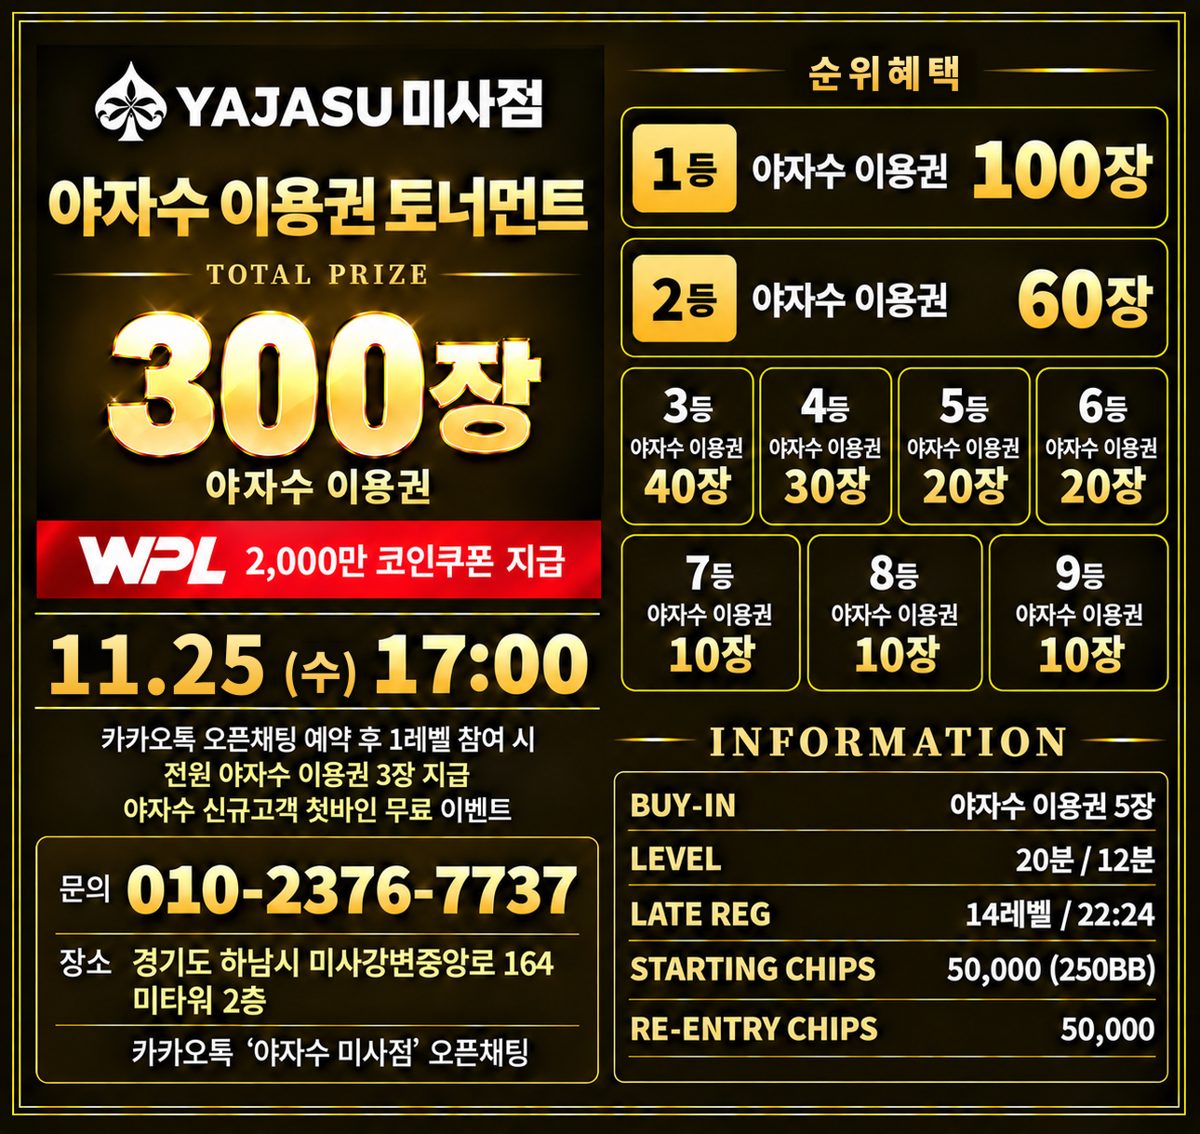 YAJASU 미사점
야자수 이용권 토너먼트
TOTAL PRIZE
300장
야자수 이용권
WPL 2,000만 코인쿠폰 지급
11.25 (수) 17:00
카카오톡 오픈채팅 예약 후 1레벨 참여 시
전원 야자수 이용권 3장 지급
야자수 신규고객 첫바인 무료 이벤트
문의 010-2376-7737
장소 경기도 하남시 미사강변중앙로 164
미타워 2층
카카오톡 ‘야자수 미사점’ 오픈채팅
순위혜택
1등 야자수 이용권 100장
2등 야자수 이용권 60장
3등
야자수 이용권
40장
4등
야자수 이용권
30장
5등
야자수 이용권
20장
6등
야자수 이용권
20장
7등
야자수 이용권
10장
8등
야자수 이용권
10장
9등
야자수 이용권
10장
INFORMATION
BUY-IN 야자수 이용권 5장
LEVEL 20분 / 12분
LATE REG 14레벨 / 22:24
STARTING CHIPS 50,000 (250BB)
RE-ENTRY CHIPS 50,000